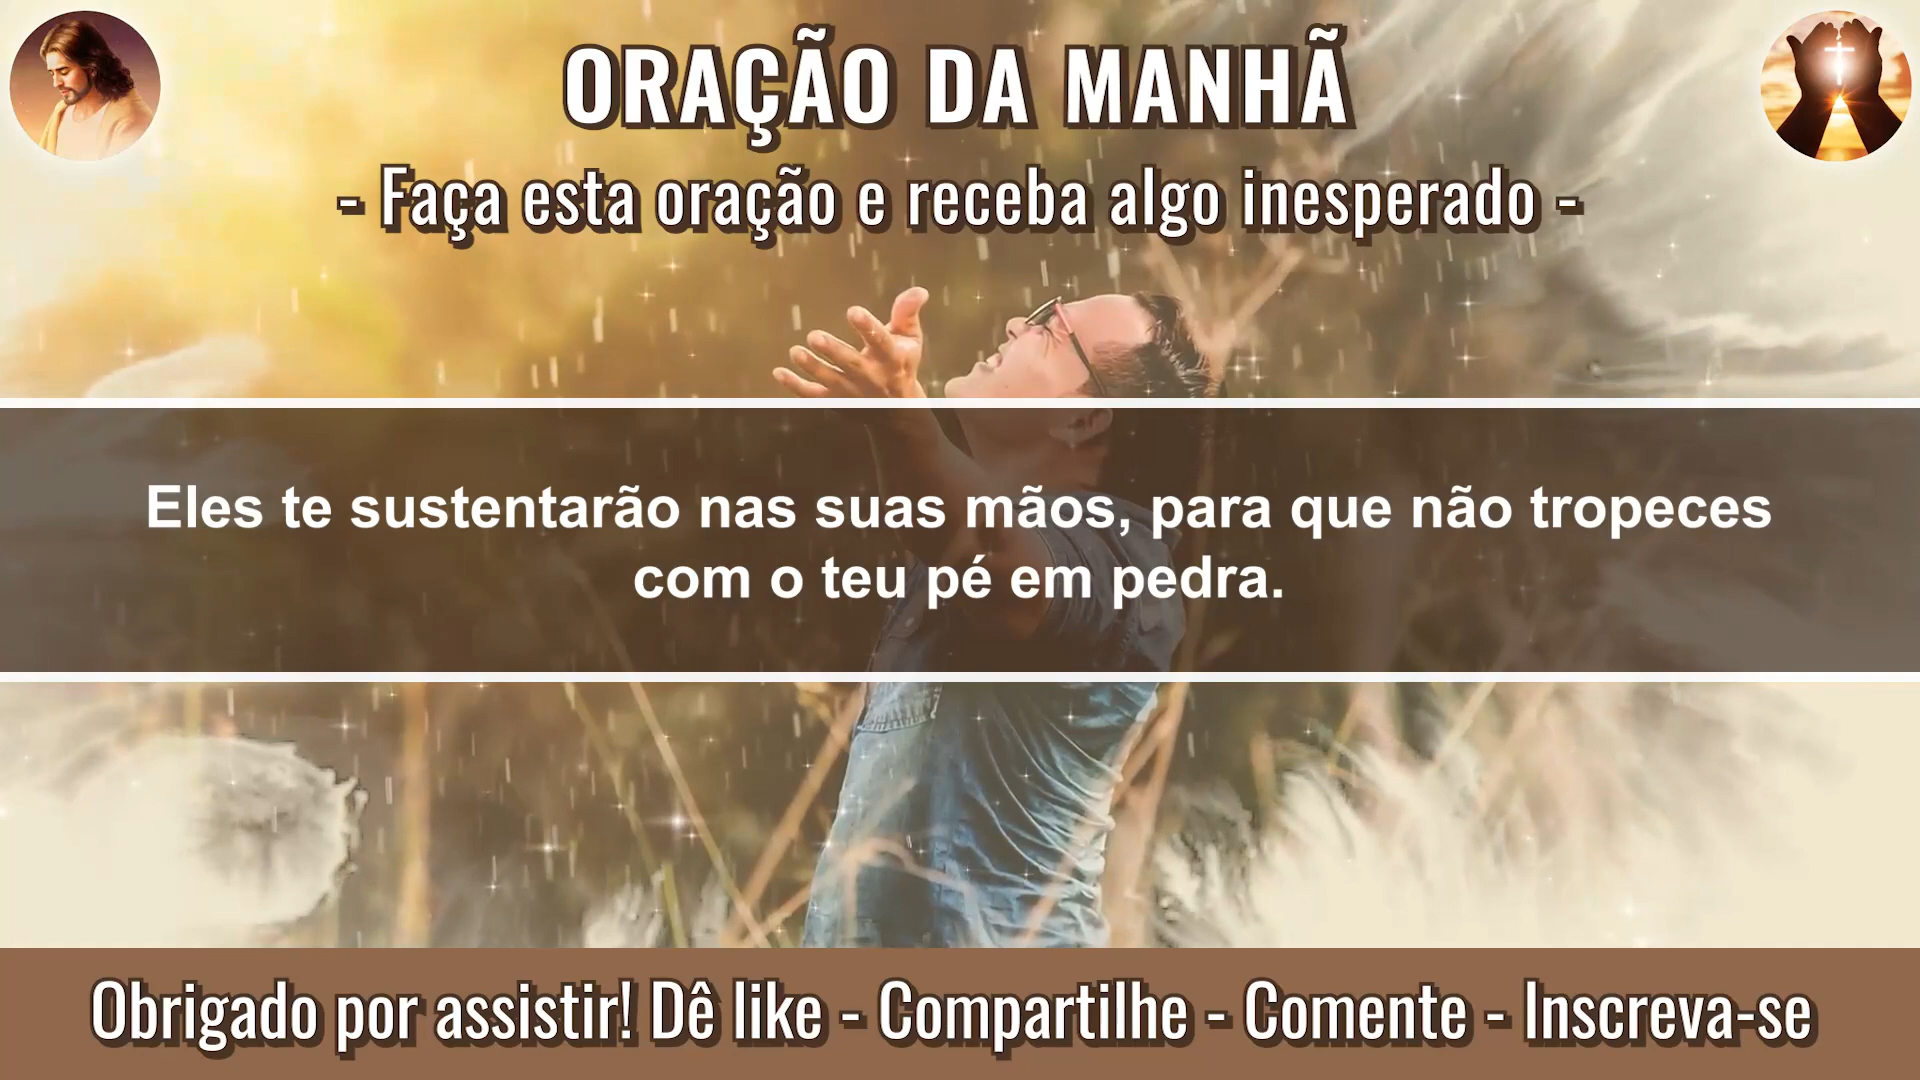 ORAÇÃO DA MANHÃ
- Faça esta oração e receba algo inesperado -
Eles te sustentarão nas suas mãos, para que não tropeces
com o teu pé em pedra.
Obrigado por assistir! Dê like - Compartilhe - Comente - Inscreva-se